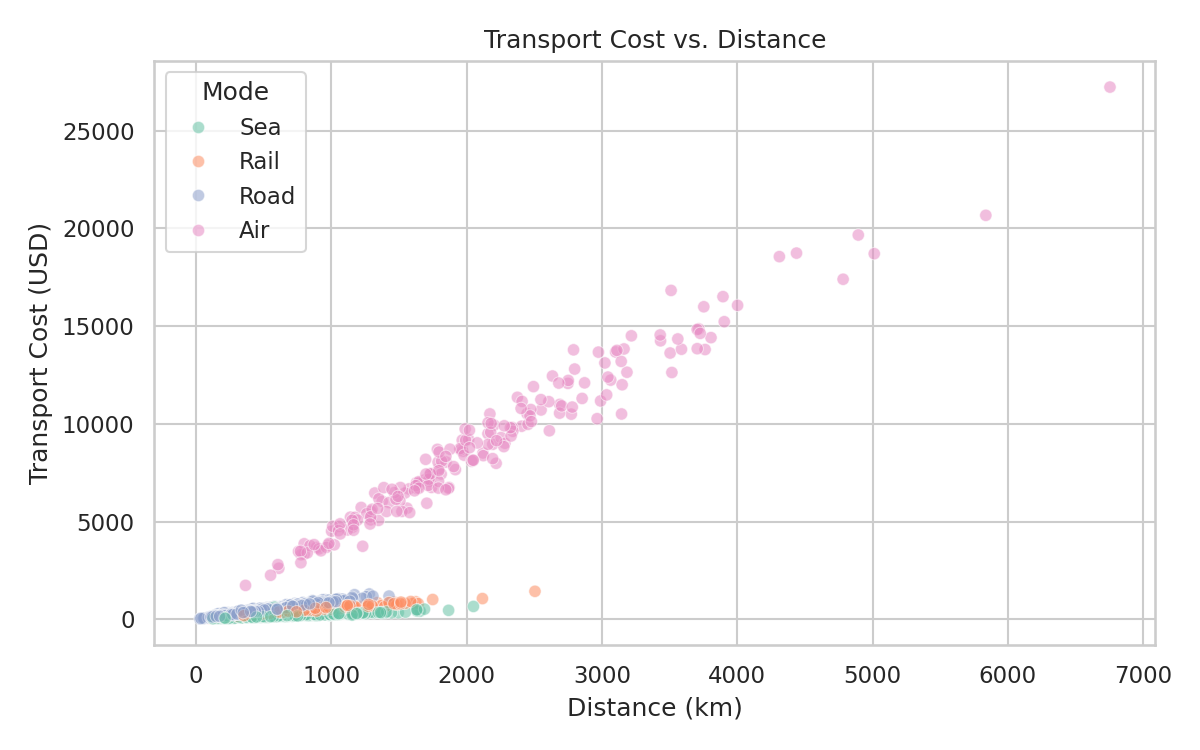 Transport Cost vs. Distance
Mode
Sea
Rail
Road
Air
Transport Cost (USD)
25000
20000
15000
10000
5000
0
0 1000 2000 3000 4000 5000 6000 7000
Distance (km)